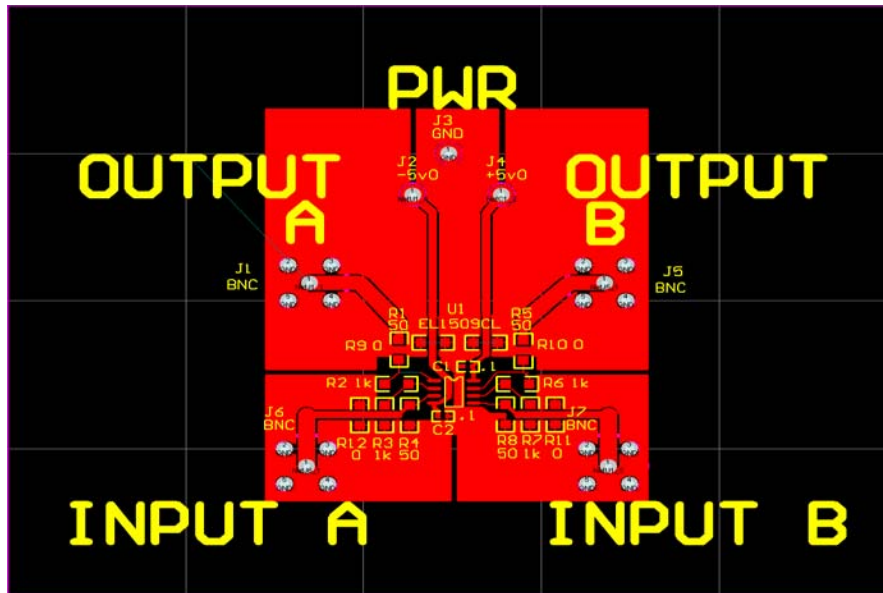 PWR
J3
GND
J2
-5v0
J4
+5v0
OUTPUT
A
OUTPUT
B
J1
BNC
J5
BNC
U1
EL1509CL
R1
50
R5
50
R9 0
R10 0
C1 .1
R2 1k
R6 1k
J6
BNC
J7
BNC
C2 .1
R12
0
R3
1k
R4
50
R8
50
R7
1k
R11
0
INPUT A
INPUT B